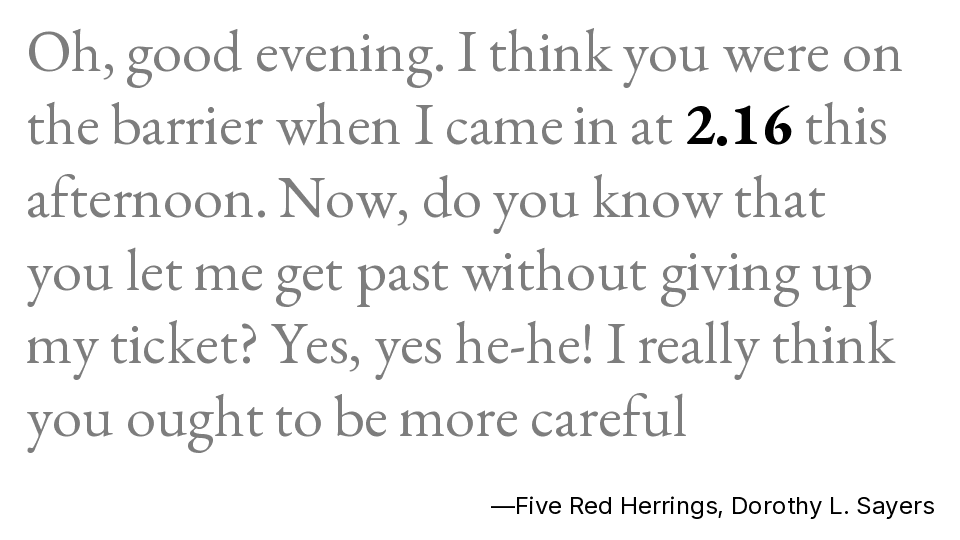 Oh, good evening. I think you were on
the barrier when I came in at 2.16 this
afternoon. Now, do you know that
you let me get past without giving up
my ticket? Yes, yes he-he! I really think
you ought to be more careful
—Five Red Herrings, Dorothy L. Sayers